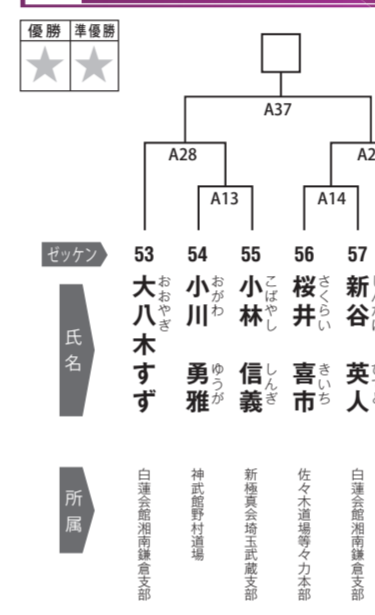 優勝 準優勝
A37
A28
A13
A14
ゼッケン 53 54 55 56 57
氏名
大八木すず
おおやぎ
小川 勇雅
おがわ ゆうが
小林 信義
こばやし しんぎ
桜井 喜市
さくらい きいち
新谷 英人
所属
白蓮会館湘南鎌倉支部
神武館野村道場
新極真会埼玉武蔵支部
佐々木道場等々力本部
白蓮会館湘南鎌倉支部